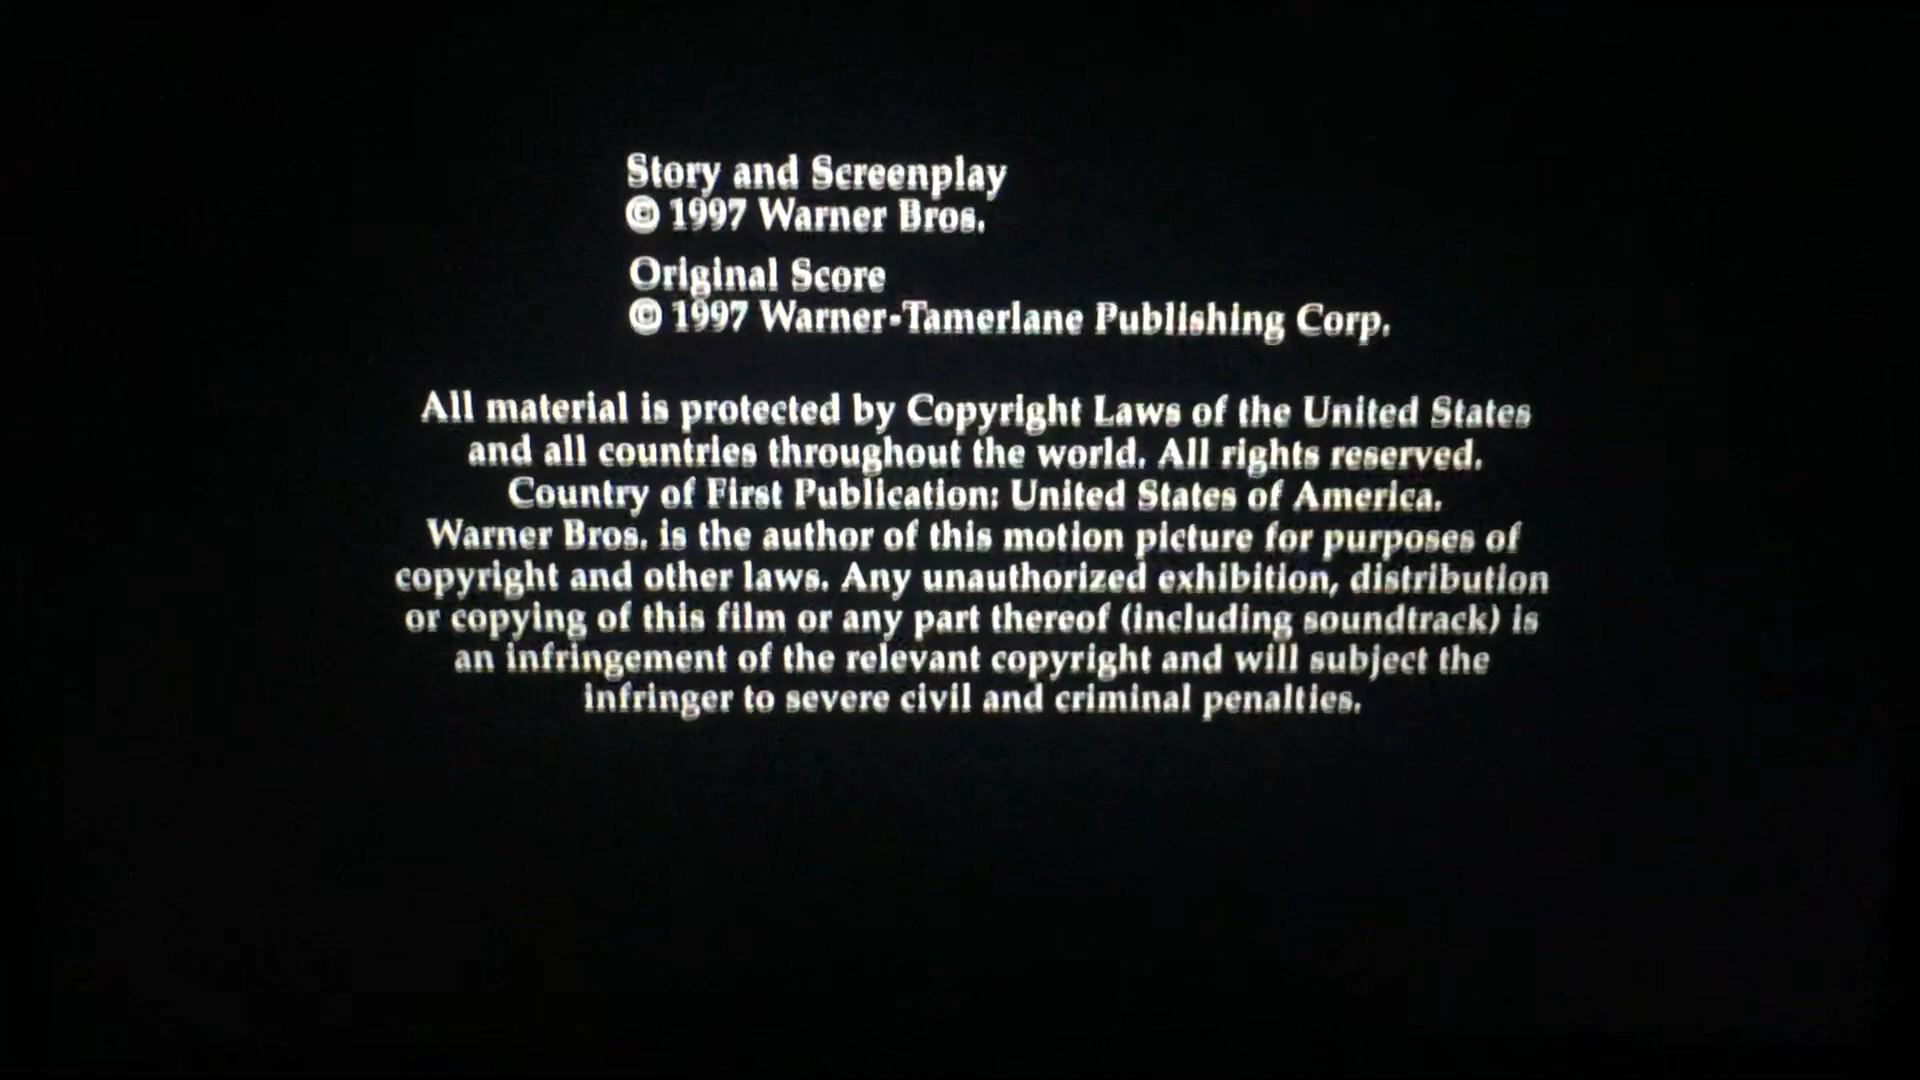 Story and Screenplay
© 1997 Warner Bros.
Original Score
© 1997 Warner-Tamerlane Publishing Corp.
All material is protected by Copyright Laws of the United States
and all countries throughout the world. All rights reserved.
Country of First Publication: United States of America.
Warner Bros. is the author of this motion picture for purposes of
copyright and other laws. Any unauthorized exhibition, distribution
or copying of this film or any part thereof (including soundtrack) is
an infringement of the relevant copyright and will subject the
infringer to severe civil and criminal penalties.